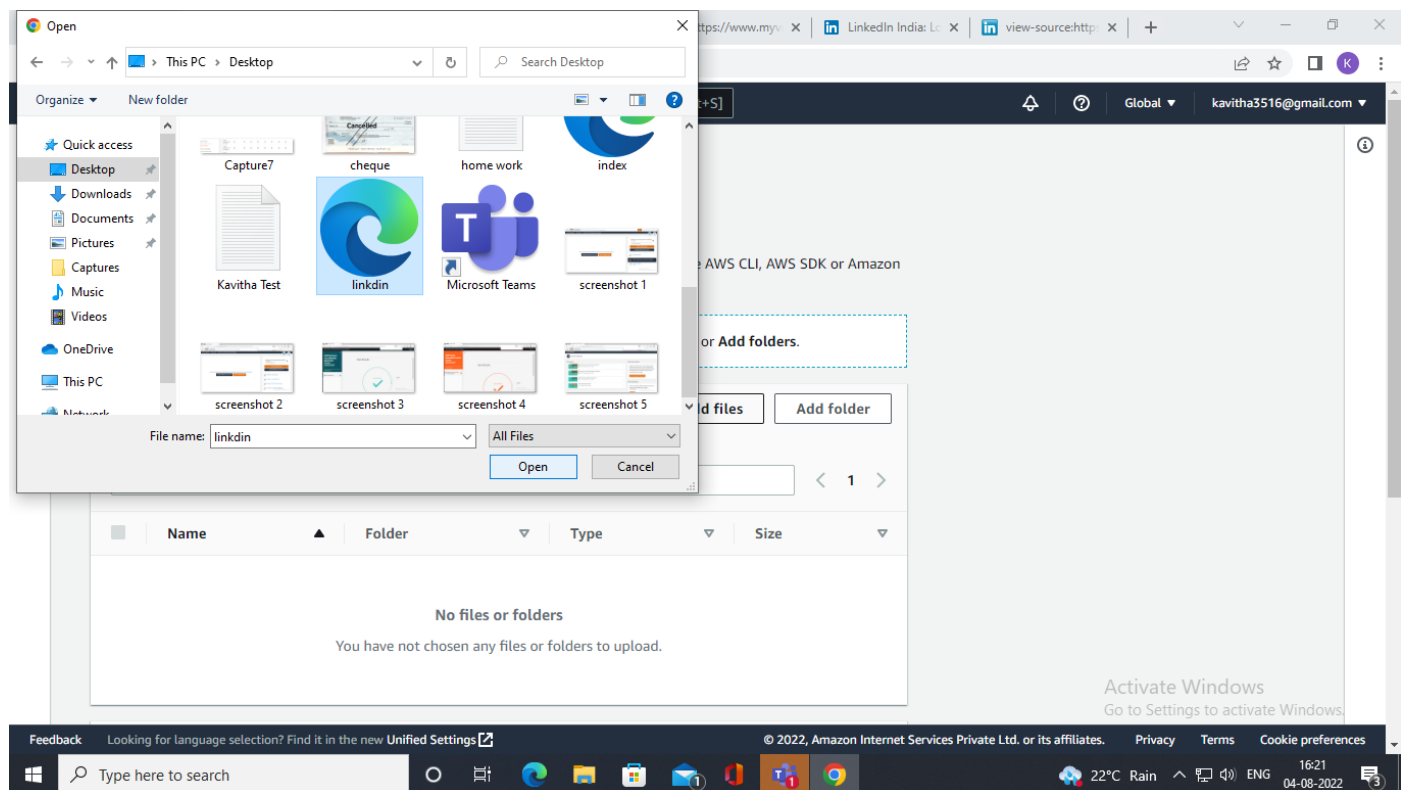 Open
ttps://www.myv
LinkedIn India: Lo
view-source:http
This PC > Desktop
Search Desktop
K
Organize
New folder
t+S]
Global
kavitha3516@gmail.com
Quick access
Desktop
Downloads
Documents
Pictures
Captures
Music
Videos
OneDrive
This PC
Network
Cancelled
Capture7
cheque
home work
index
Kavitha Test
linkdin
Microsoft Teams
screenshot 1
screenshot 2
screenshot 3
screenshot 4
screenshot 5
AWS CLI, AWS SDK or Amazon
or Add folders.
File name:
linkdin
All Files
Open
Cancel
d files
Add folder
1
Name
Folder
Type
Size
No files or folders
You have not chosen any files or folders to upload.
Activate Windows
Go to Settings to activate Windows.
Feedback
Looking for language selection? Find it in the new Unified Settings
© 2022, Amazon Internet Services Private Ltd. or its affiliates.
Privacy
Terms
Cookie preferences
Type here to search
1
1
22°C Rain
ENG
16:21
04-08-2022
3